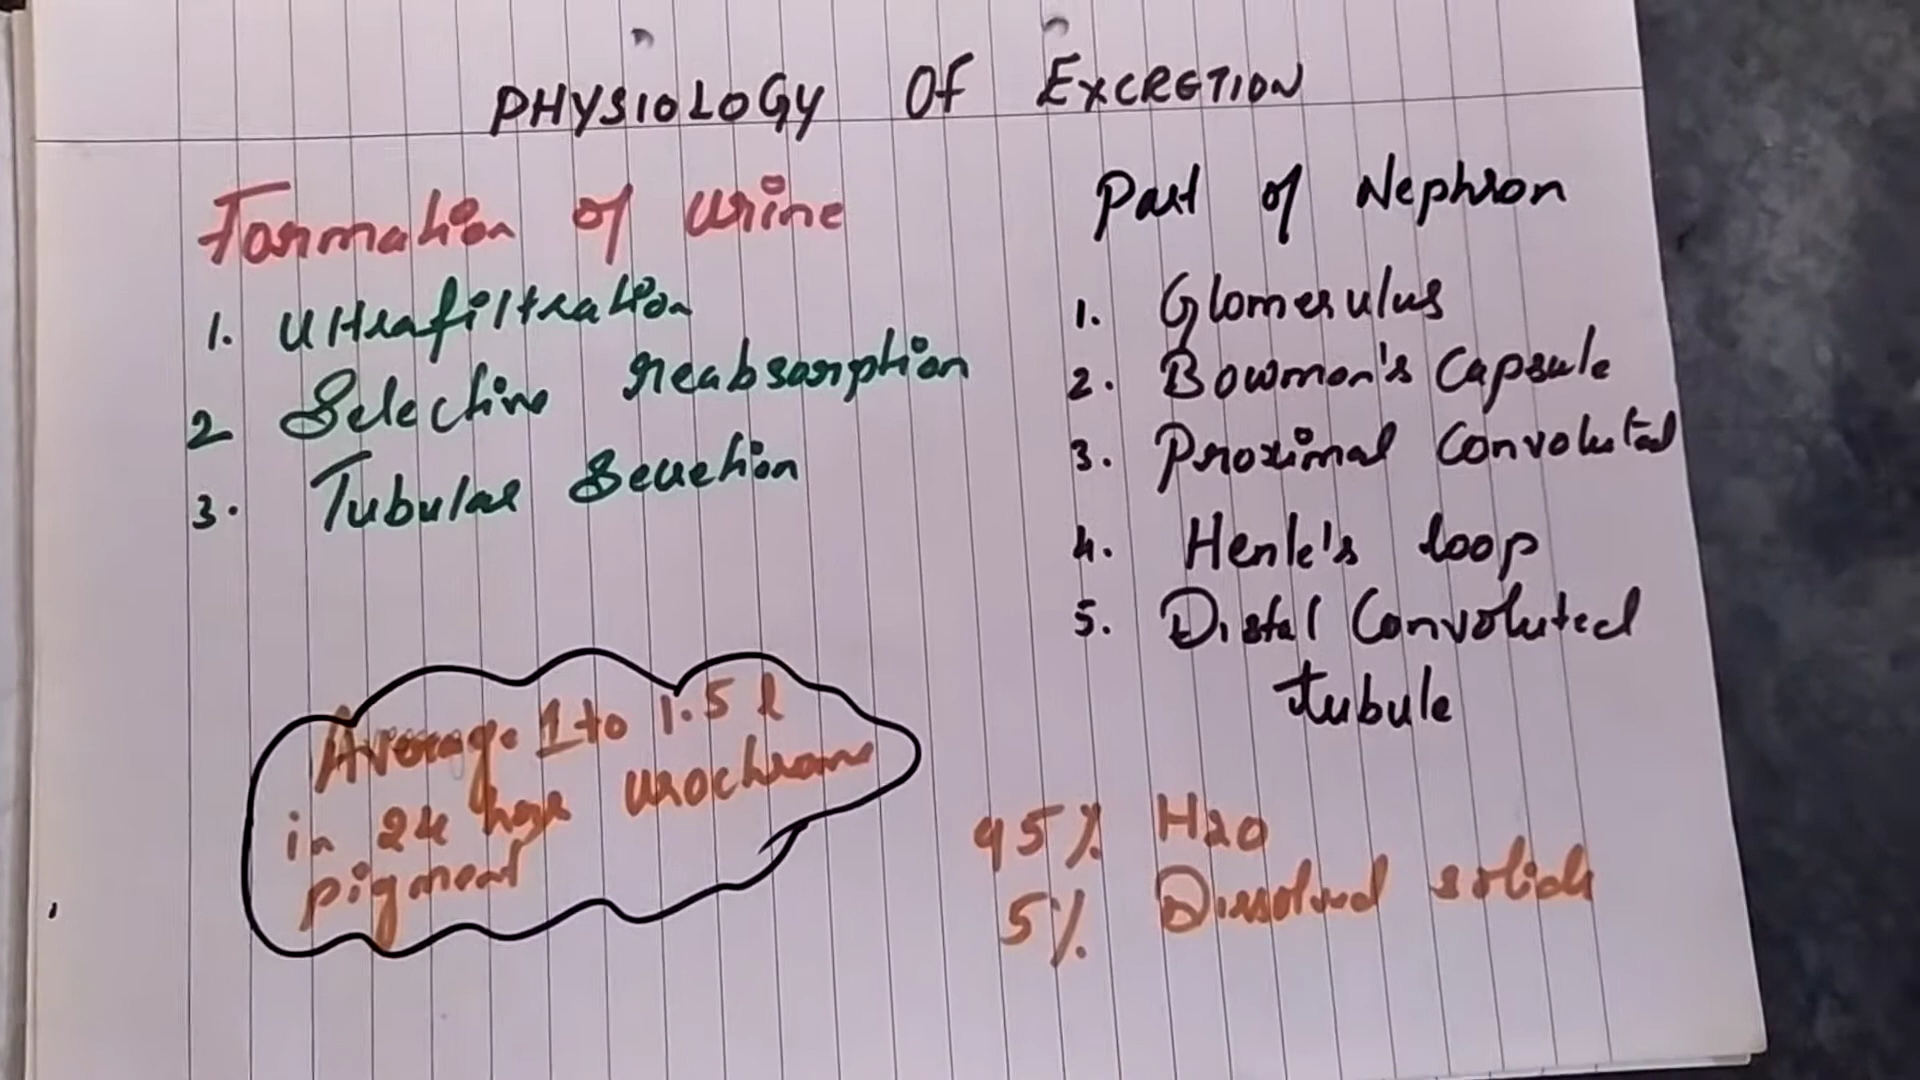 PHYSIOLOGY OF EXCRETION
Formation of urine
1. Ultrafiltration
2 Selective reabsorption
3. Tubular Secretion
Average 1 to 1.5 l
in 24 hrs urochrome
pigment
Part of Nephron
1. Glomerulus
2. Bowman's Capsule
3. Proximal Convoluted
4. Henle's loop
5. Distal Convoluted
tubule
95% H2O
5% Dissolved solids